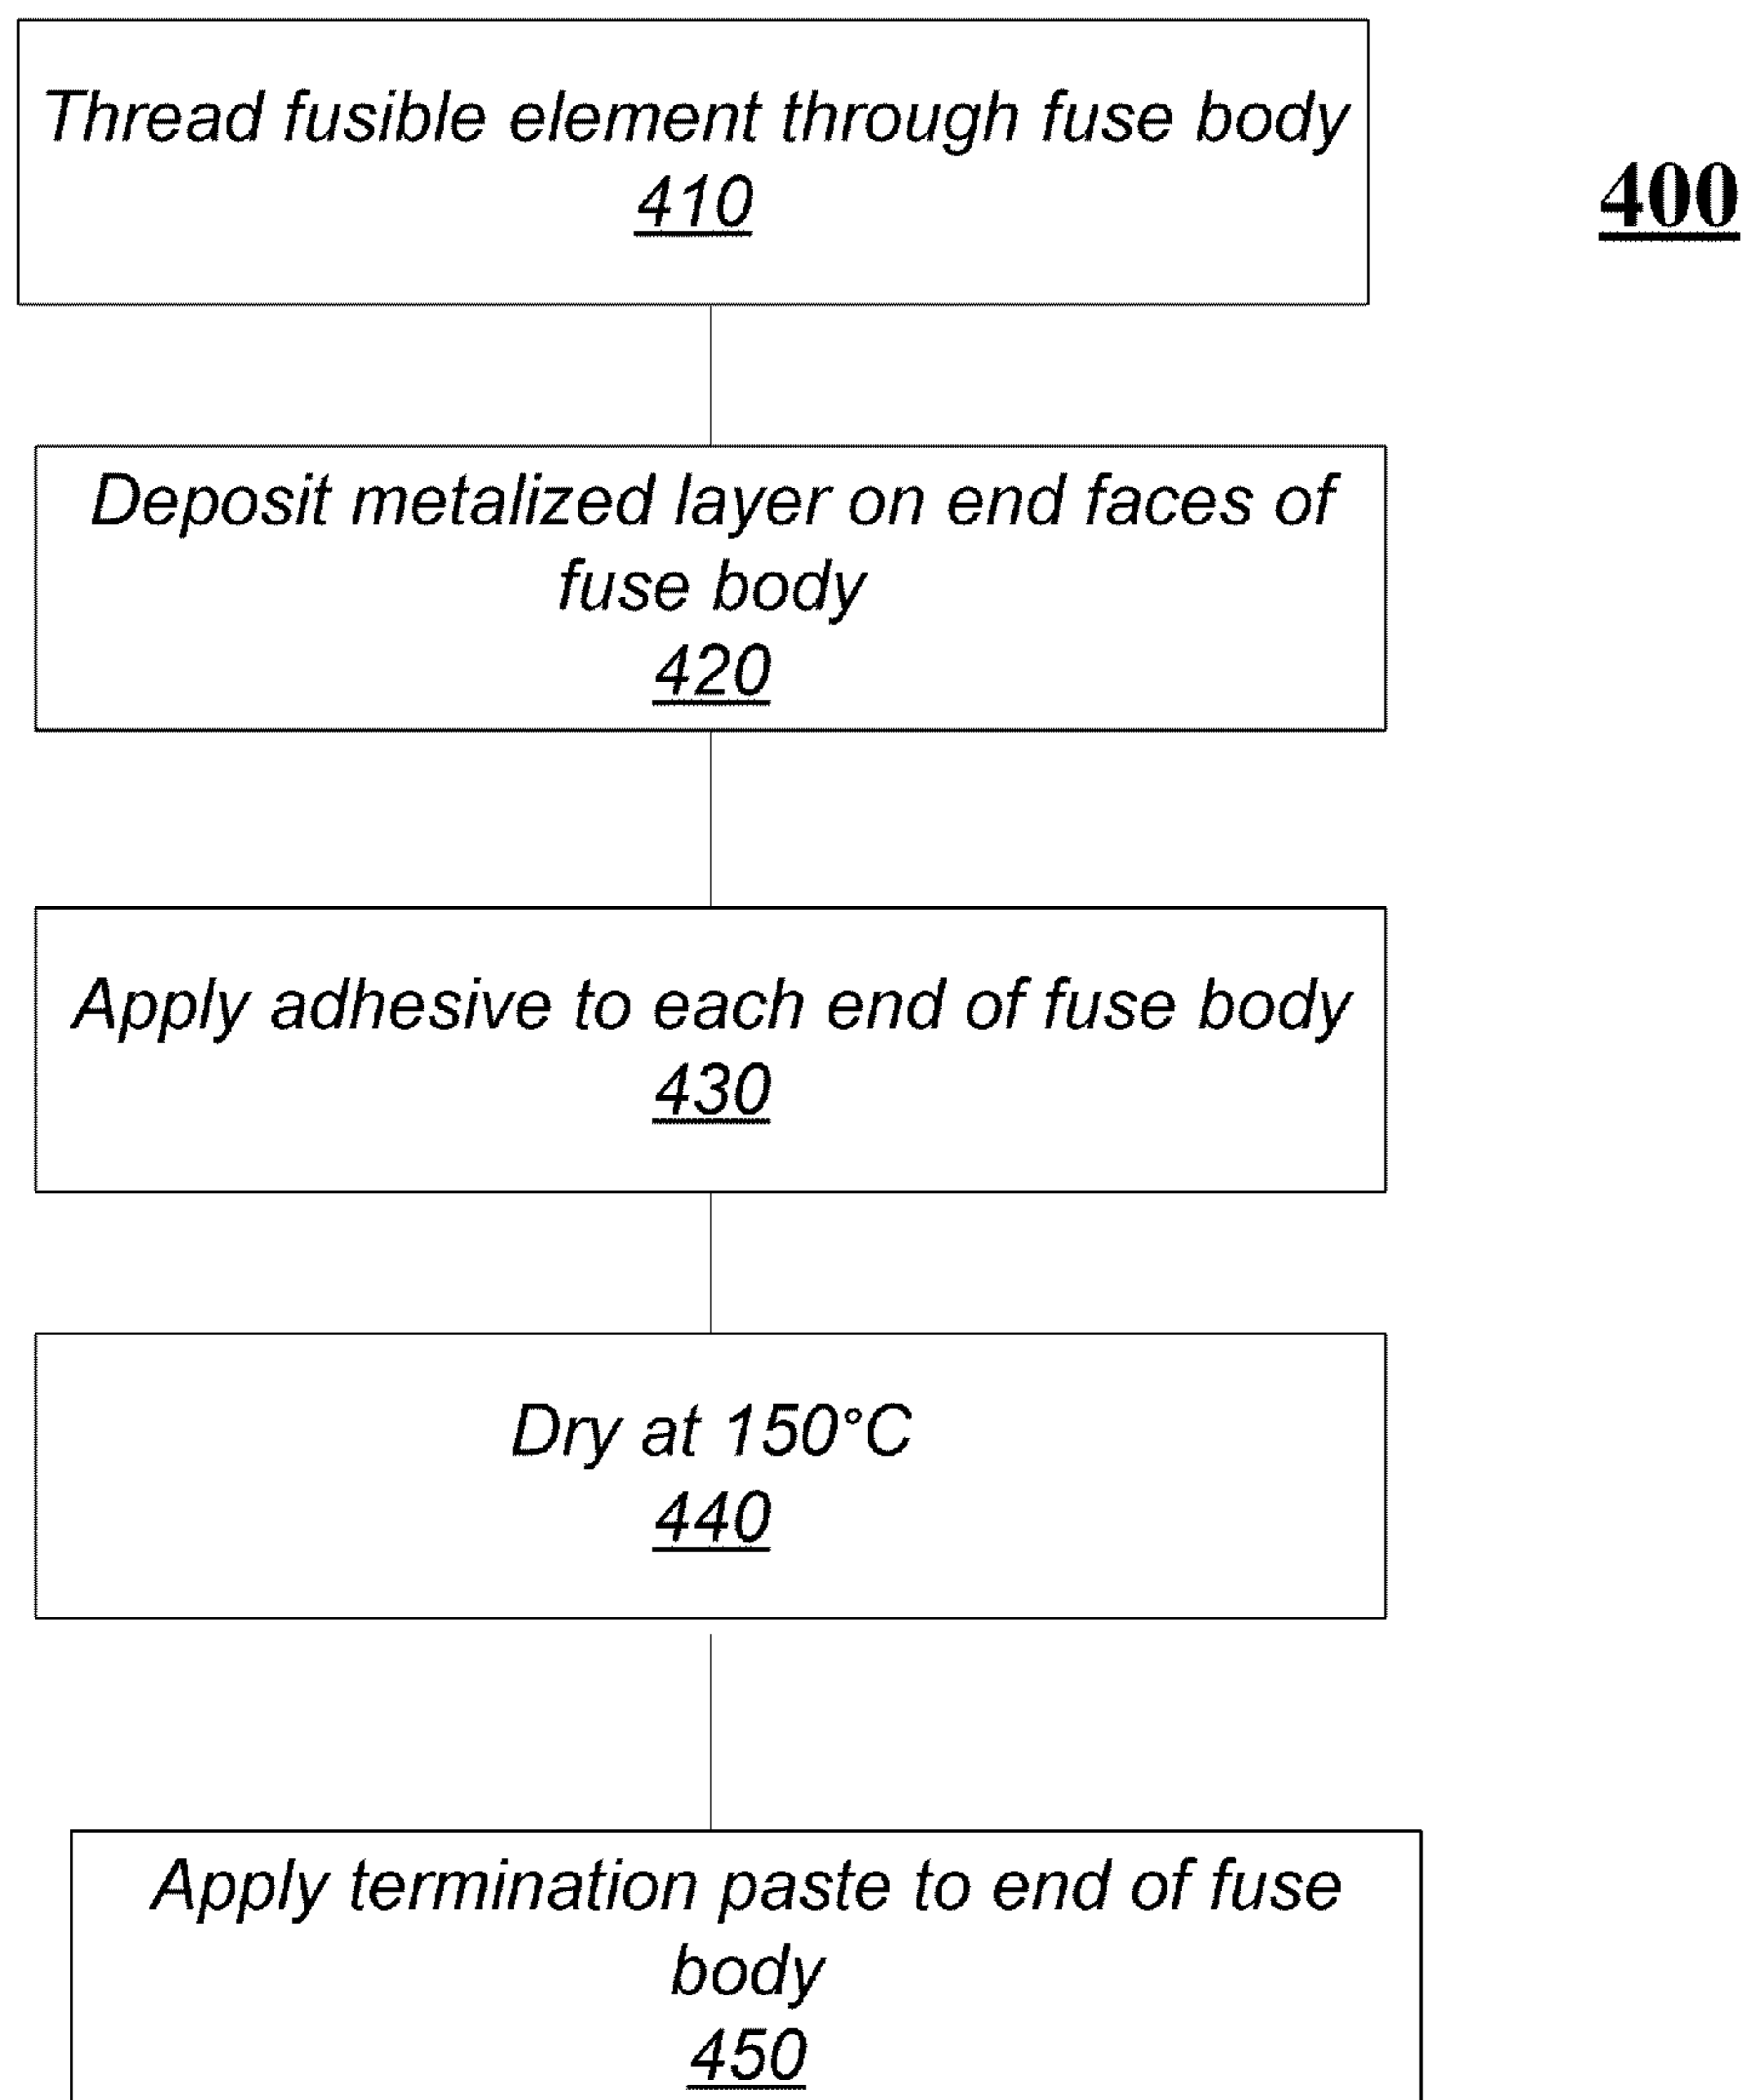 Thread fusible element through fuse body
410
400
Deposit metalized layer on end faces of
fuse body
420
Apply adhesive to each end of fuse body
430
Dry at 150°C
440
Apply termination paste to end of fuse
body
450